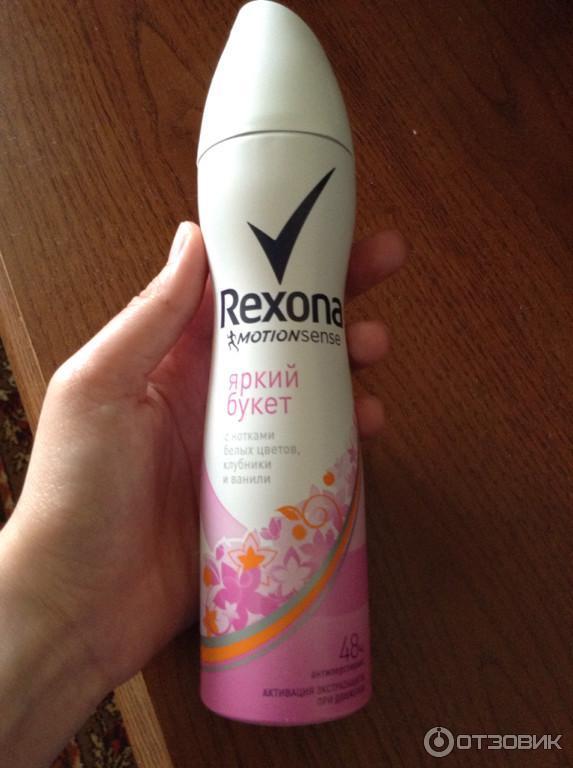 Rexona
MOTIONsense
яркий
букет
с нотками
белых цветов,
клубники
и ванили
48ч
антиперспирант
АКТИВАЦИЯ ЭКСТРАЗАЩИТЫ
ПРИ ДВИЖЕНИИ
ОТЗОВИК